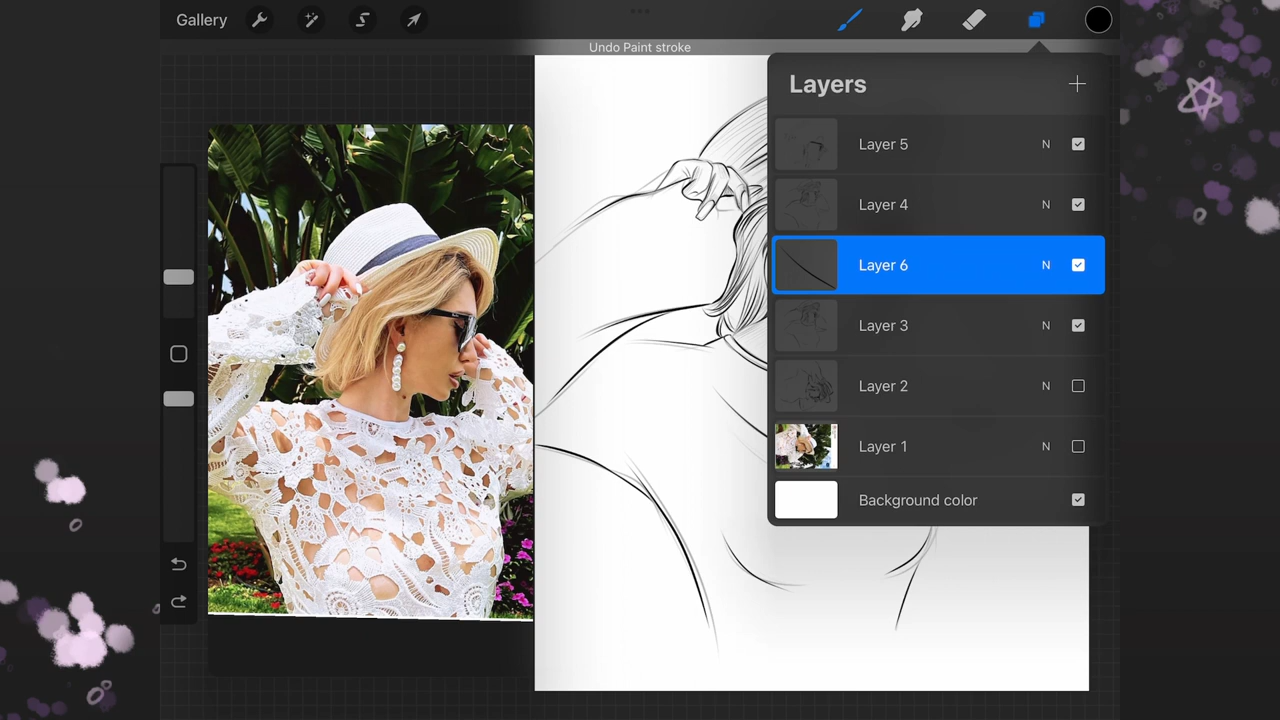 Gallery
Undo Paint stroke
Layers
Layer 5 N
Layer 4 N
Layer 6 N
Layer 3 N
Layer 2 N
Layer 1 N
Background color